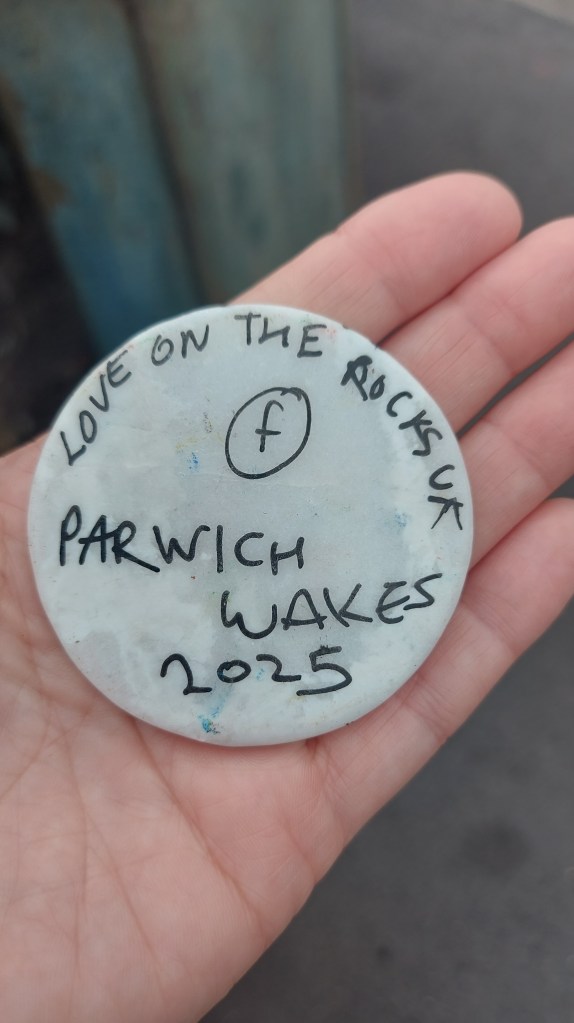 LOVE ON THE ROCKS UK
f
PARWICH
WAKES
2025